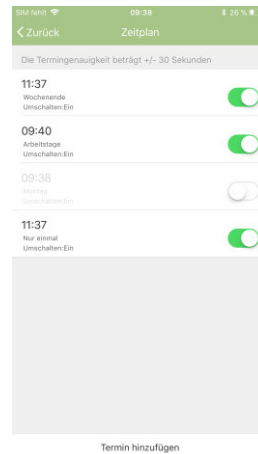 SIM fehlt 09:38 26 %
Zurück Zeitplan
Die Termingenauigkeit beträgt +/- 30 Sekunden
11:37
Wochenende
Umschalten:Ein
09:40
Arbeitstage
Umschalten:Ein
09:38
Montag
Umschalten:Ein
11:37
Nur einmal
Umschalten:Ein
Termin hinzufügen